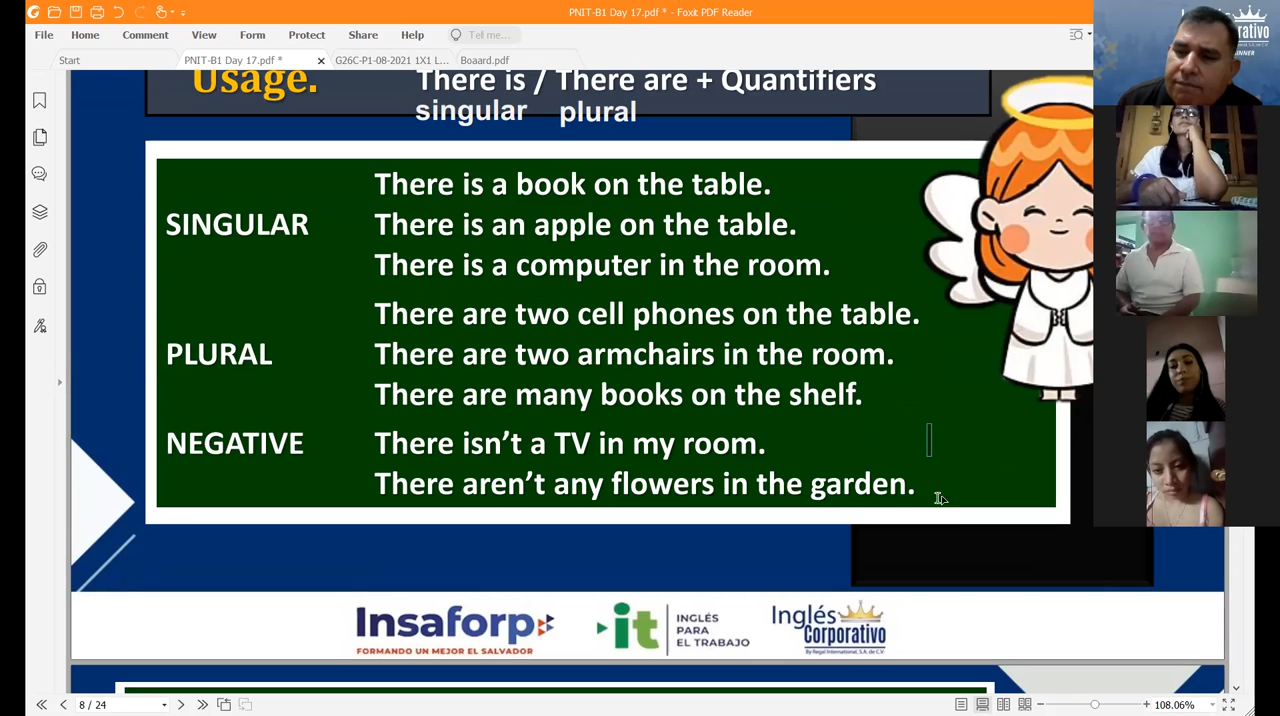 PNIT-B1 Day 17.pdf * - Foxit PDF Reader
File Home Comment View Form Protect Share Help Tell me...
Start PNIT-B1 Day 17.pdf * G26C-P1-08-2021 1X1 L... Boaard.pdf
Usage. There is / There are + Quantifiers
singular plural
There is a book on the table.
SINGULAR There is an apple on the table.
There is a computer in the room.
There are two cell phones on the table.
PLURAL There are two armchairs in the room.
There are many books on the shelf.
NEGATIVE There isn't a TV in my room.
There aren't any flowers in the garden.
Insaforp
FORMANDO UN MEJOR EL SALVADOR
it INGLÉS PARA EL TRABAJO
Inglés Corporativo
By Regal International, S.A. de C.V.
8 / 24 108.06%